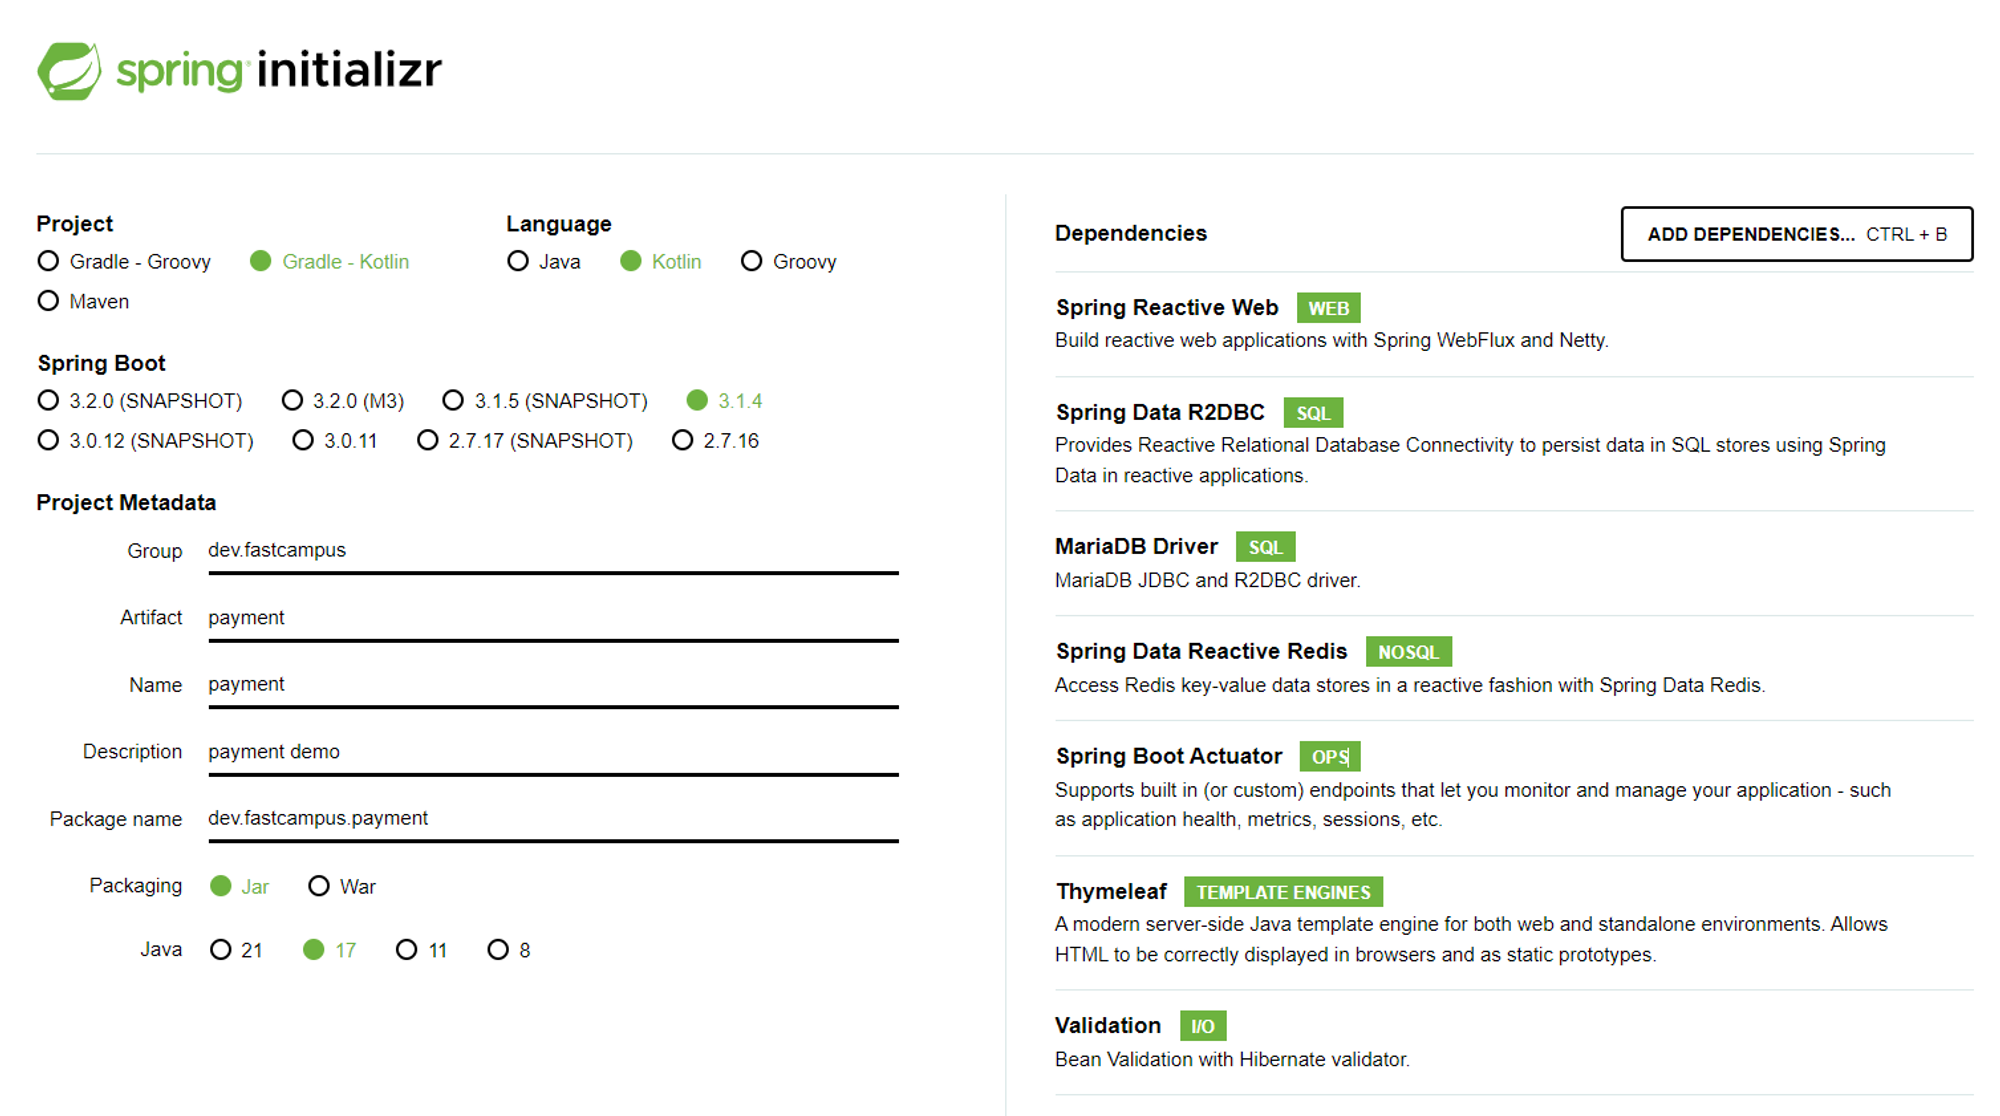 spring initializr
Project
Gradle - Groovy Gradle - Kotlin
Maven
Language
Java Kotlin Groovy
Spring Boot
3.2.0 (SNAPSHOT) 3.2.0 (M3) 3.1.5 (SNAPSHOT) 3.1.4
3.0.12 (SNAPSHOT) 3.0.11 2.7.17 (SNAPSHOT) 2.7.16
Project Metadata
Group dev.fastcampus
Artifact payment
Name payment
Description payment demo
Package name dev.fastcampus.payment
Packaging Jar War
Java 21 17 11 8
Dependencies ADD DEPENDENCIES... CTRL + B
Spring Reactive Web WEB
Build reactive web applications with Spring WebFlux and Netty.
Spring Data R2DBC SQL
Provides Reactive Relational Database Connectivity to persist data in SQL stores using Spring
Data in reactive applications.
MariaDB Driver SQL
MariaDB JDBC and R2DBC driver.
Spring Data Reactive Redis NOSQL
Access Redis key-value data stores in a reactive fashion with Spring Data Redis.
Spring Boot Actuator OPS
Supports built in (or custom) endpoints that let you monitor and manage your application - such
as application health, metrics, sessions, etc.
Thymeleaf TEMPLATE ENGINES
A modern server-side Java template engine for both web and standalone environments. Allows
HTML to be correctly displayed in browsers and as static prototypes.
Validation I/O
Bean Validation with Hibernate validator.